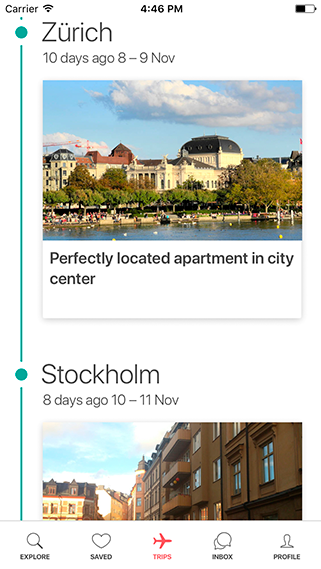 Carrier 4:46 PM
Zürich
10 days ago 8 – 9 Nov
Perfectly located apartment in city
center
Stockholm
8 days ago 10 – 11 Nov
EXPLORE SAVED TRIPS INBOX PROFILE